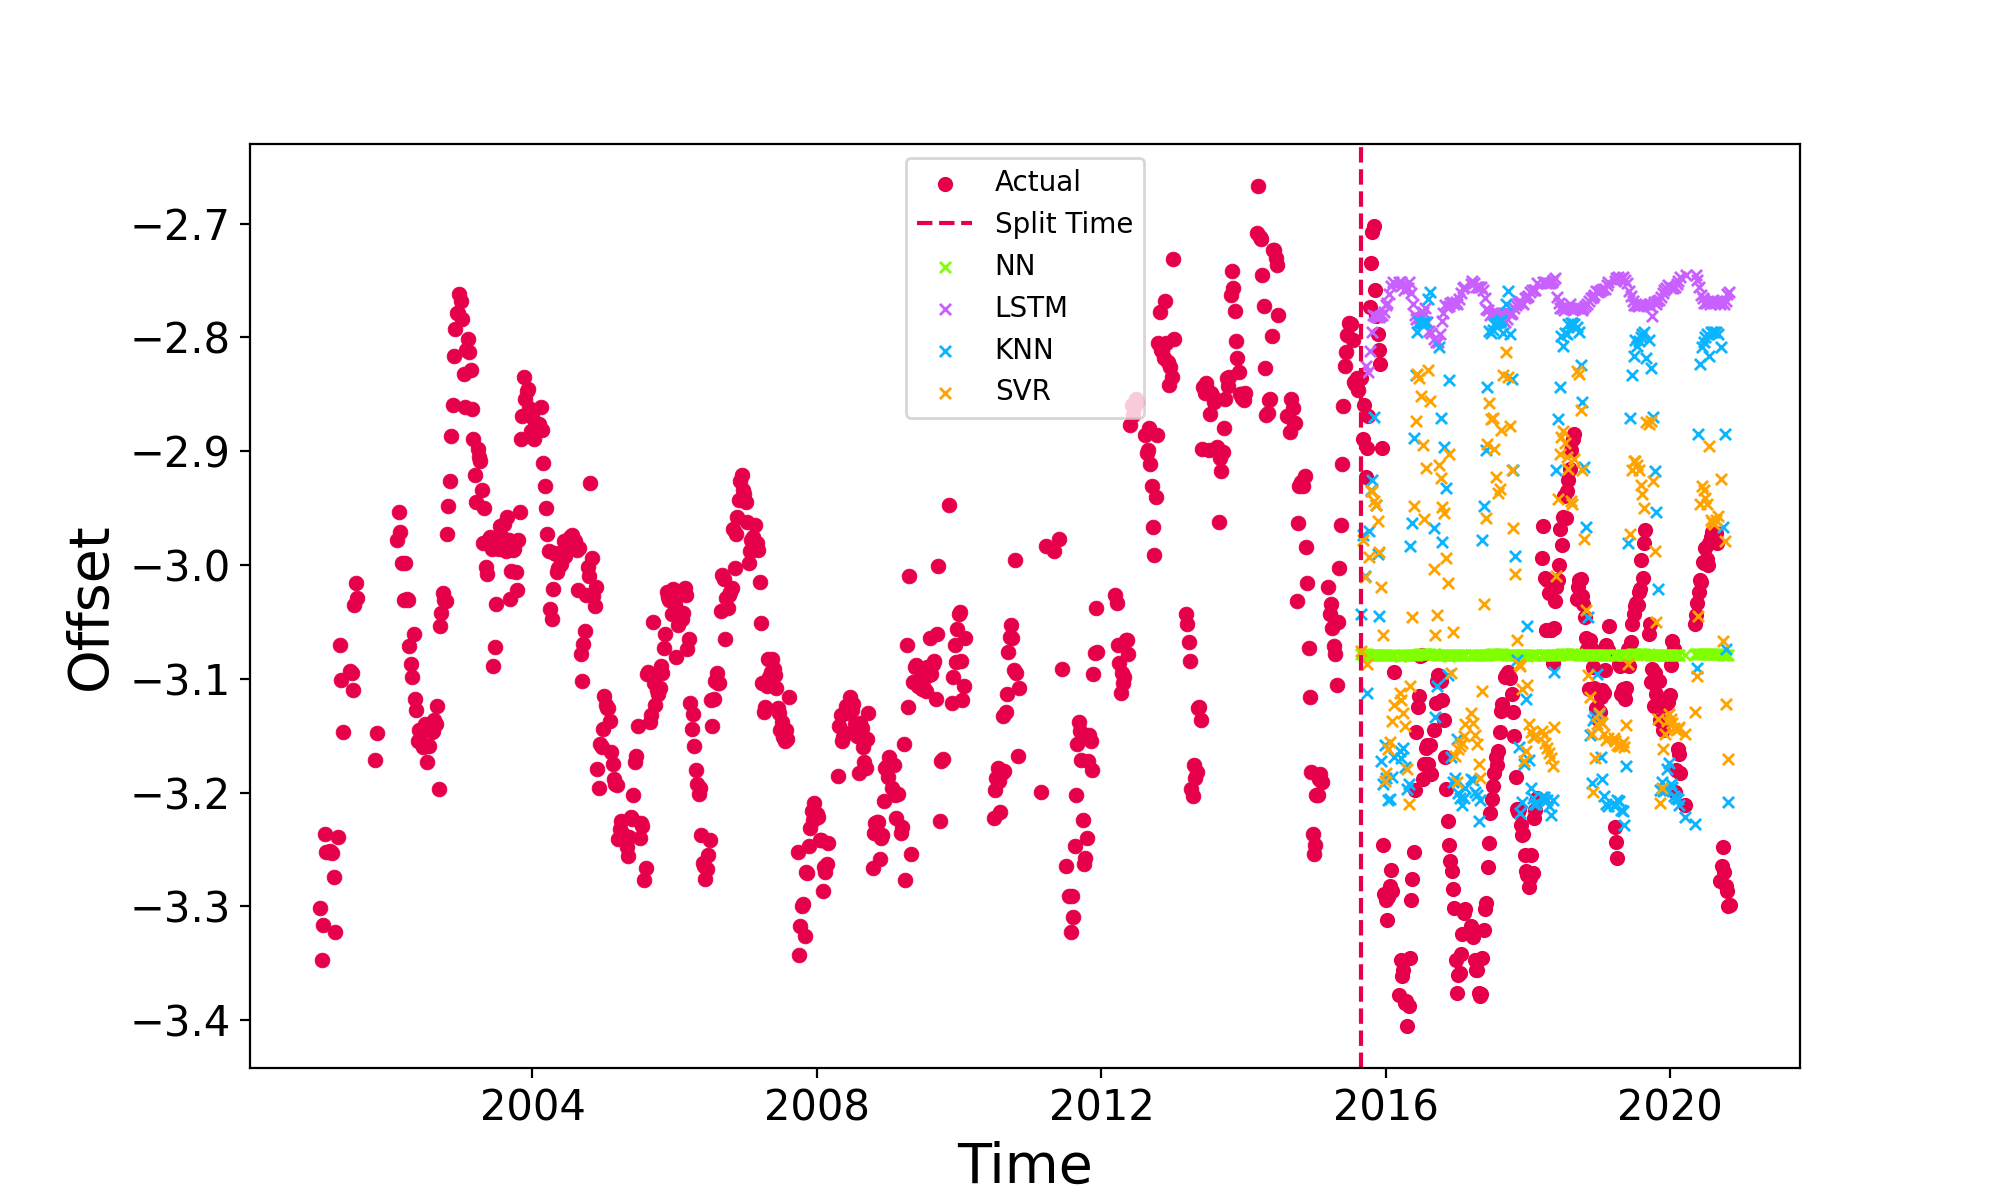 Actual
Split Time
NN
LSTM
KNN
SVR
−2.7
−2.8
−2.9
−3.0
−3.1
−3.2
−3.3
−3.4
Offset
2004 2008 2012 2016 2020
Time